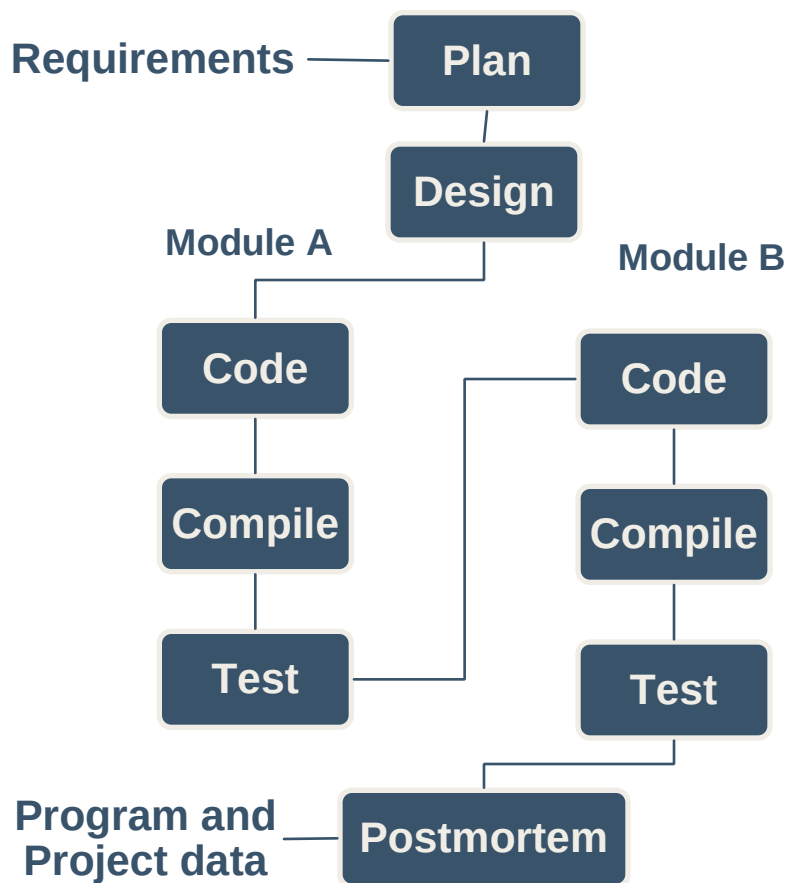 Requirements
Plan
Design
Module A
Module B
Code
Compile
Test
Code
Compile
Test
Postmortem
Program and
Project data